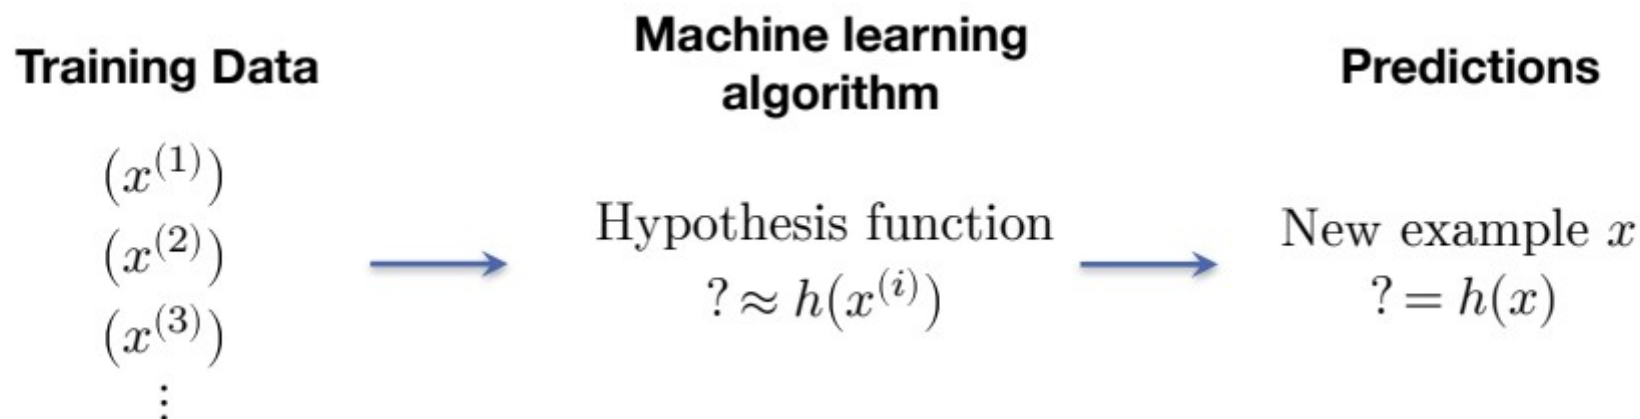 Training Data
(x^{(1)})
(x^{(2)})
(x^{(3)})
⋮
Machine learning
algorithm
Hypothesis function
? ≈ h(x^{(i)})
Predictions
New example x
? = h(x)